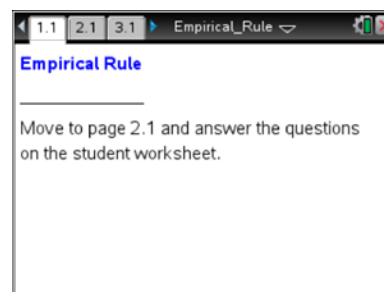 1.1 2.1 3.1 Empirical_Rule
Empirical Rule
Move to page 2.1 and answer the questions
on the student worksheet.